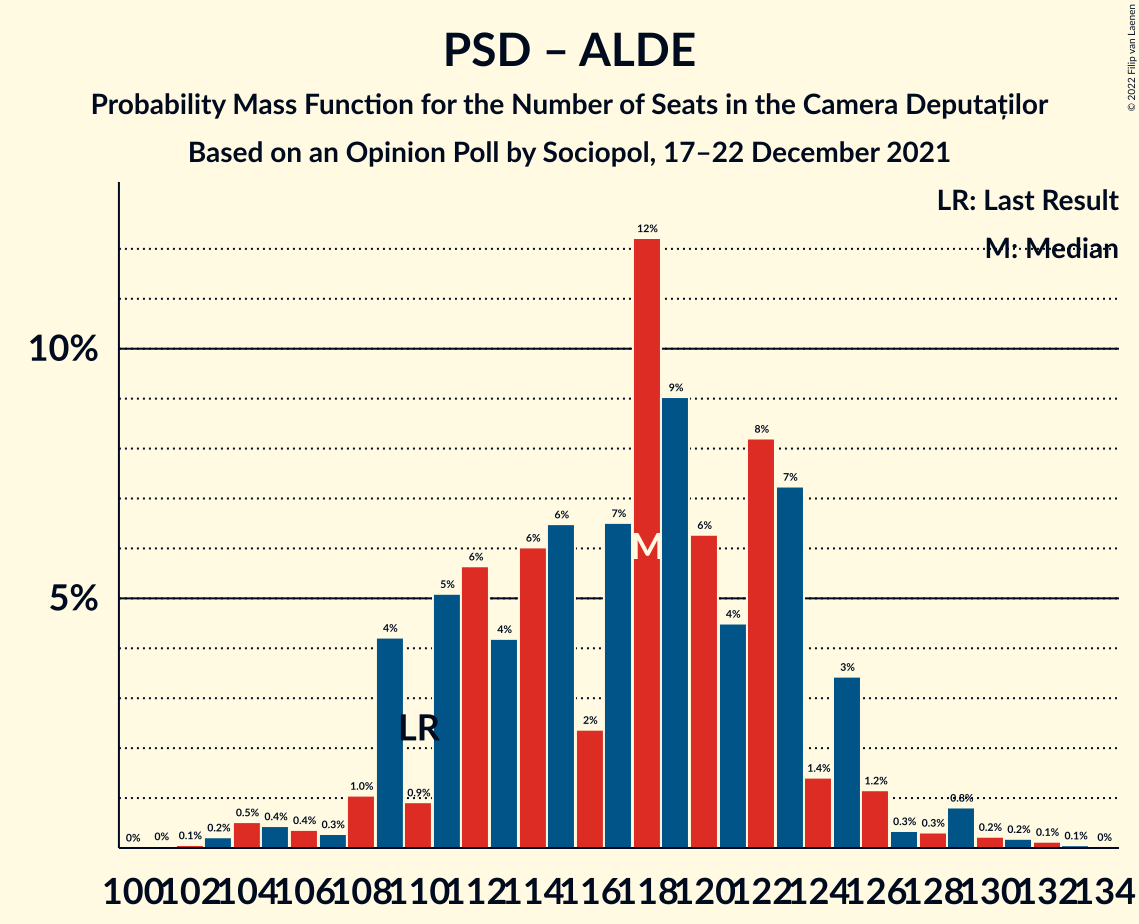 PSD – ALDE
Probability Mass Function for the Number of Seats in the Camera Deputaților
Based on an Opinion Poll by Sociopol, 17–22 December 2021
© 2022 Filip van Laenen
LR: Last Result
M: Median
10%
5%
0% 0% 0.1% 0.2% 0.5% 0.4% 0.4% 0.3% 1.0% 4% 0.9% 5% 6% 4% 6% 6% 2% 7% 12% 9% 6% 4% 8% 7% 1.4% 3% 1.2% 0.3% 0.3% 0.8% 0.2% 0.2% 0.1% 0.1% 0%
LR
M
100 102 104 106 108 110 112 114 116 118 120 122 124 126 128 130 132 134